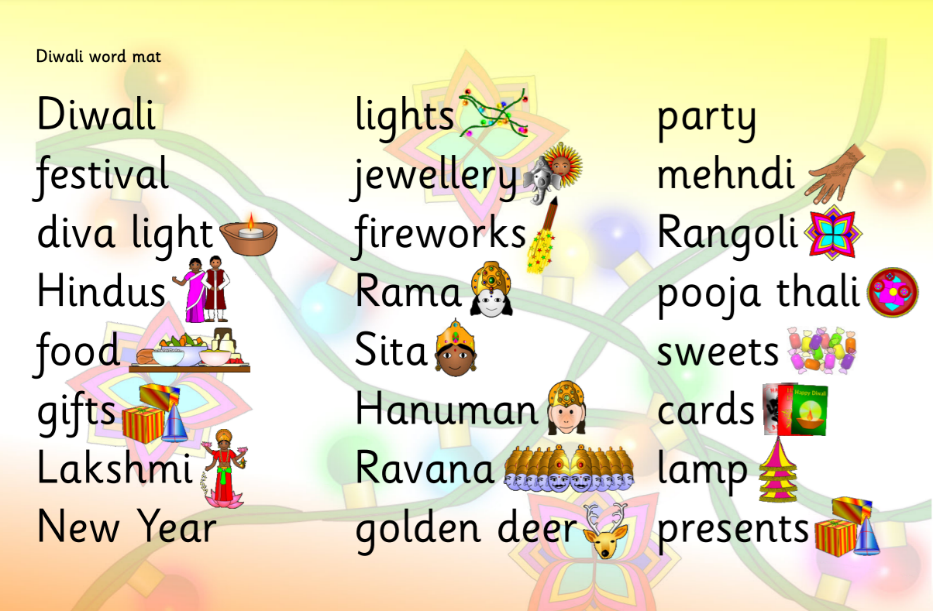 Diwali word mat
Diwali
festival
diva light
Hindus
food
gifts
Lakshmi
New Year
lights
jewellery
fireworks
Rama
Sita
Hanuman
Ravana
golden deer
party
mehndi
Rangoli
pooja thali
sweets
cards
Happy Diwali
lamp
presents